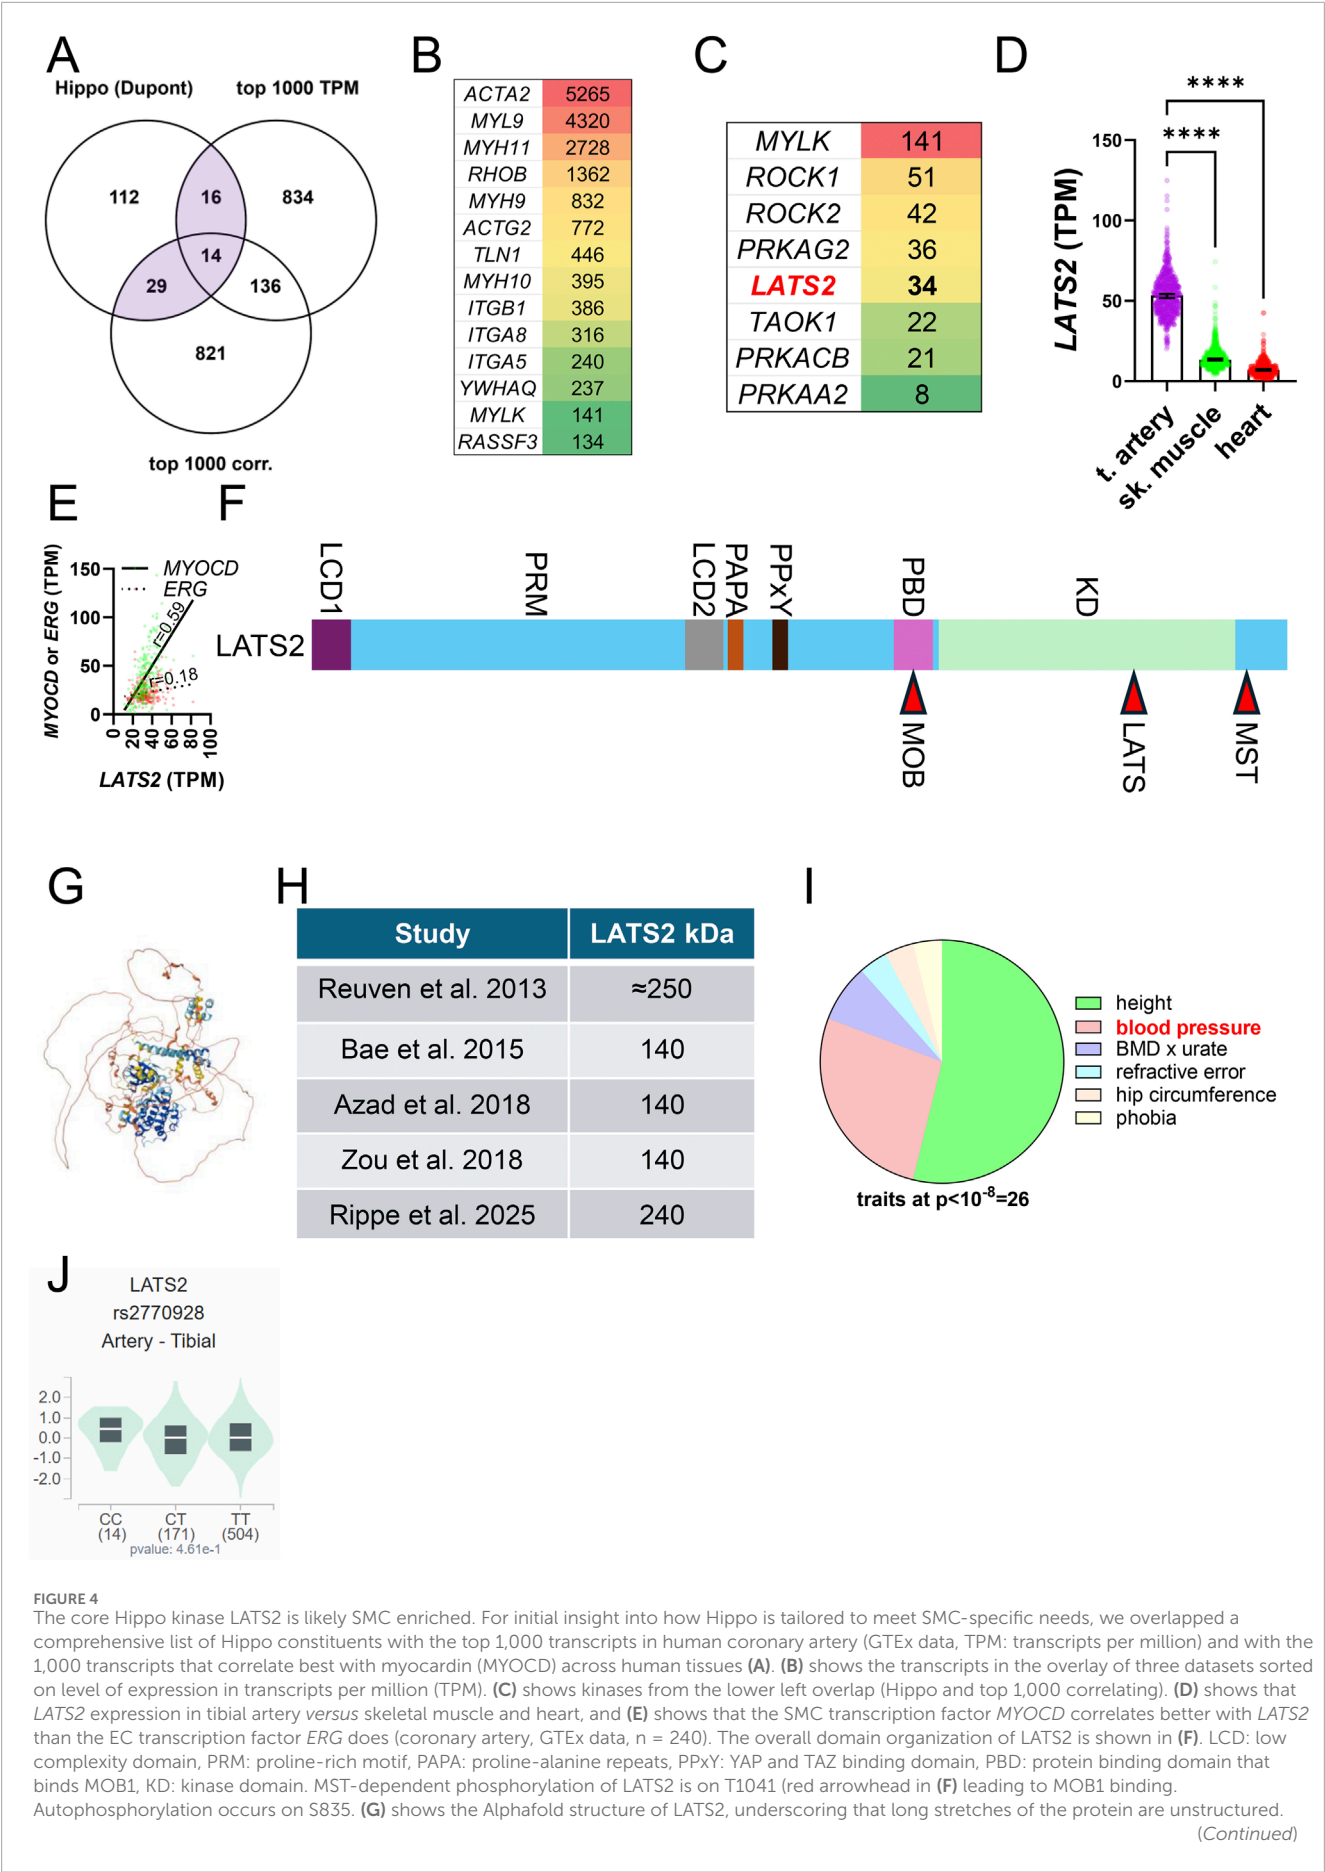 A
Hippo (Dupont)
top 1000 TPM
112
16
834
14
29
136
821
top 1000 corr.
B
ACTA2 5265
MYL9 4320
MYH11 2728
RHOB 1362
MYH9 832
ACTG2 772
TLN1 446
MYH10 395
ITGB1 386
ITGA8 316
ITGA5 240
YWHAQ 237
MYLK 141
RASSF3 134
C
MYLK 141
ROCK1 51
ROCK2 42
PRKAG2 36
LATS2 34
TAOK1 22
PRKACB 21
PRKAA2 8
D
****
****
LATS2 (TPM)
150
100
50
0
t. artery
sk. muscle
heart
E
MYOCD or ERG (TPM)
150
100
50
0
MYOCD
ERG
r=0.59
r=0.18
0 20 40 60 80 100
LATS2 (TPM)
F
LCD1
PRM
LCD2
PAPA
PPxY
PBD
KD
LATS2
MOB
LATS
MST
G
H
Study LATS2 kDa
Reuven et al. 2013 ≈250
Bae et al. 2015 140
Azad et al. 2018 140
Zou et al. 2018 140
Rippe et al. 2025 240
I
height
blood pressure
BMD x urate
refractive error
hip circumference
phobia
traits at p<10-8=26
J
LATS2
rs2770928
Artery - Tibial
2.0
1.0
0.0
-1.0
-2.0
CC CT TT
(14) (171) (504)
pvalue: 4.61e-1
FIGURE 4
The core Hippo kinase LATS2 is likely SMC enriched. For initial insight into how Hippo is tailored to meet SMC-specific needs, we overlapped a
comprehensive list of Hippo constituents with the top 1,000 transcripts in human coronary artery (GTEx data, TPM: transcripts per million) and with the
1,000 transcripts that correlate best with myocardin (MYOCD) across human tissues (A). (B) shows the transcripts in the overlay of three datasets sorted
on level of expression in transcripts per million (TPM). (C) shows kinases from the lower left overlap (Hippo and top 1,000 correlating). (D) shows that
LATS2 expression in tibial artery versus skeletal muscle and heart, and (E) shows that the SMC transcription factor MYOCD correlates better with LATS2
than the EC transcription factor ERG does (coronary artery, GTEx data, n = 240). The overall domain organization of LATS2 is shown in (F). LCD: low
complexity domain, PRM: proline-rich motif, PAPA: proline-alanine repeats, PPxY: YAP and TAZ binding domain, PBD: protein binding domain that
binds MOB1, KD: kinase domain. MST-dependent phosphorylation of LATS2 is on T1041 (red arrowhead in (F) leading to MOB1 binding.
Autophosphorylation occurs on S835. (G) shows the Alphafold structure of LATS2, underscoring that long stretches of the protein are unstructured.
(Continued)